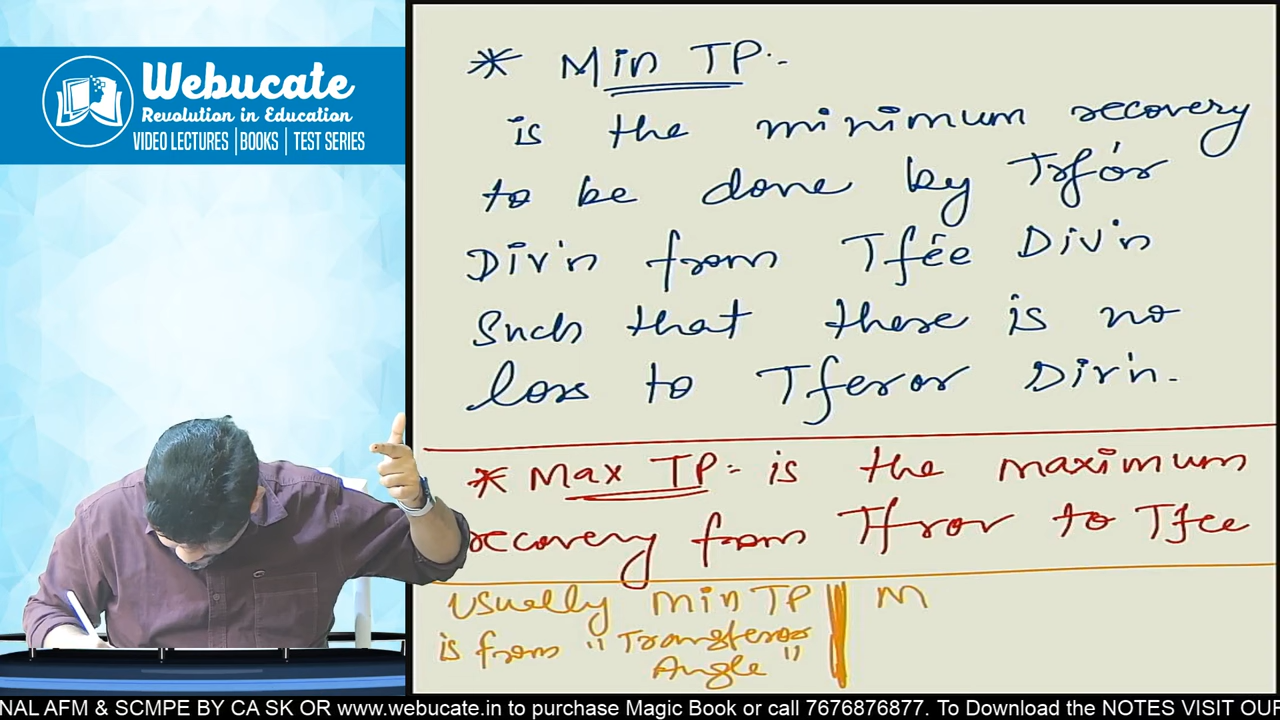 Webucate
Revolution in Education
VIDEO LECTURES | BOOKS | TEST SERIES
* Min TP:-
is the minimum recovery
to be done by Trf'or
Div'n from Tfee Div'n
Such that there is no
loss to Tferor Div'n.
* Max TP:- is the maximum
recovery from Tfror to Tfee
Usually Min TP
is from "Transferor
Angle"
M
NAL AFM & SCMPE BY CA SK OR www.webucate.in to purchase Magic Book or call 7676876877. To Download the NOTES VISIT OUR